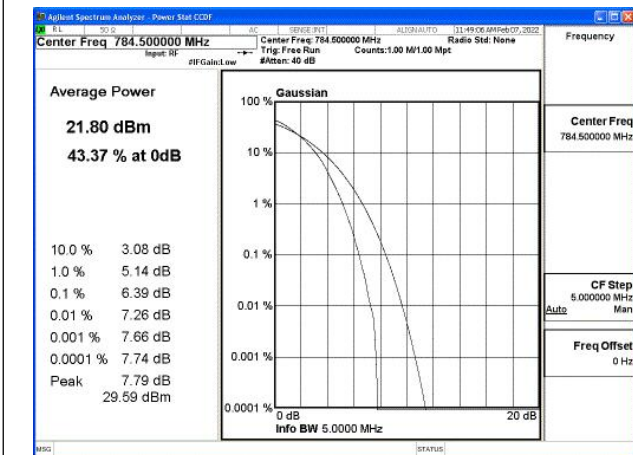 Agilent Spectrum Analyzer - Power Stat CCDF
RL 50 Ω AC SENSE:INT ALIGNAUTO 11:49:06 AM Feb 07, 2022
Center Freq 784.500000 MHz
Input: RF
#IFGain:Low
Center Freq: 784.500000 MHz Radio Std: None
Trig: Free Run Counts:1.00 M/1.00 Mpt
#Atten: 40 dB
Frequency
Average Power
21.80 dBm
43.37 % at 0dB
10.0 % 3.08 dB
1.0 % 5.14 dB
0.1 % 6.39 dB
0.01 % 7.26 dB
0.001 % 7.66 dB
0.0001 % 7.74 dB
Peak 7.79 dB
29.59 dBm
Gaussian
100 %
10 %
1 %
0.1 %
0.01 %
0.001 %
0.0001 %
0 dB 20 dB
Info BW 5.0000 MHz
Center Freq
784.500000 MHz
CF Step
5.000000 MHz
Auto Man
Freq Offset
0 Hz
MSG STATUS